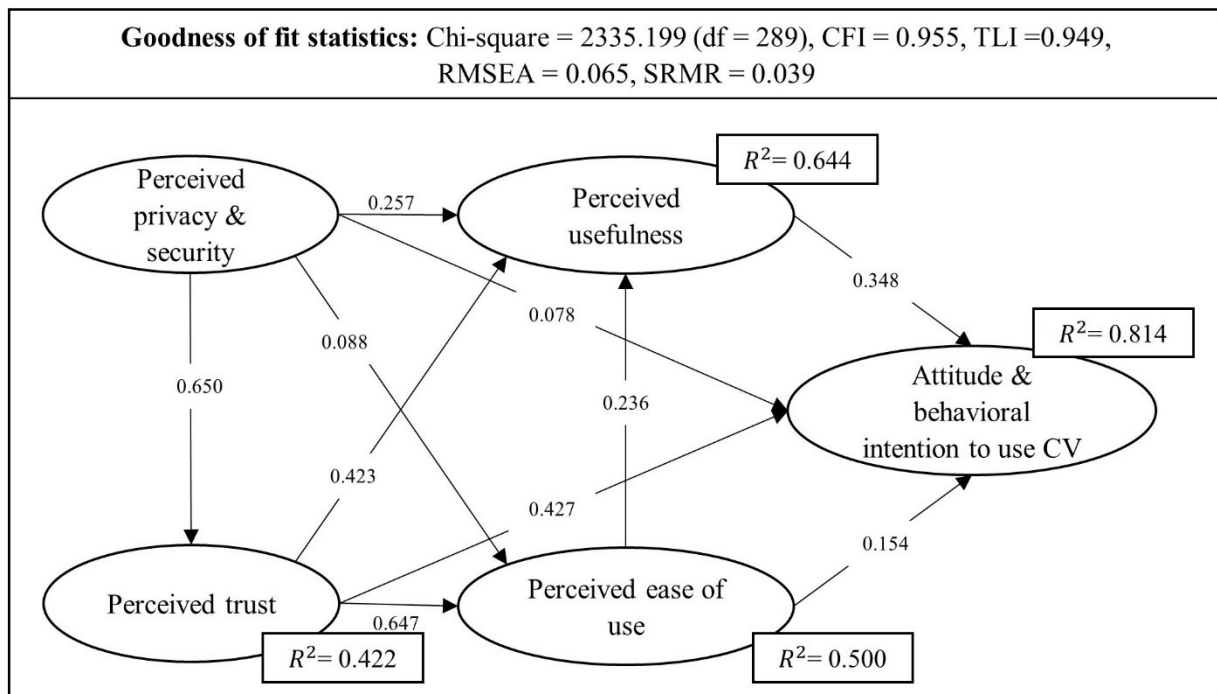 Goodness of fit statistics: Chi-square = 2335.199 (df = 289), CFI = 0.955, TLI =0.949,
RMSEA = 0.065, SRMR = 0.039
Perceived
privacy &
security
0.257
Perceived
usefulness
R²= 0.644
0.348
0.078
0.088
0.650
0.236
R²= 0.814
Attitude &
behavioral
intention to use CV
0.423
0.427
0.154
Perceived trust
R²= 0.422
0.647
Perceived ease of
use
R²= 0.500